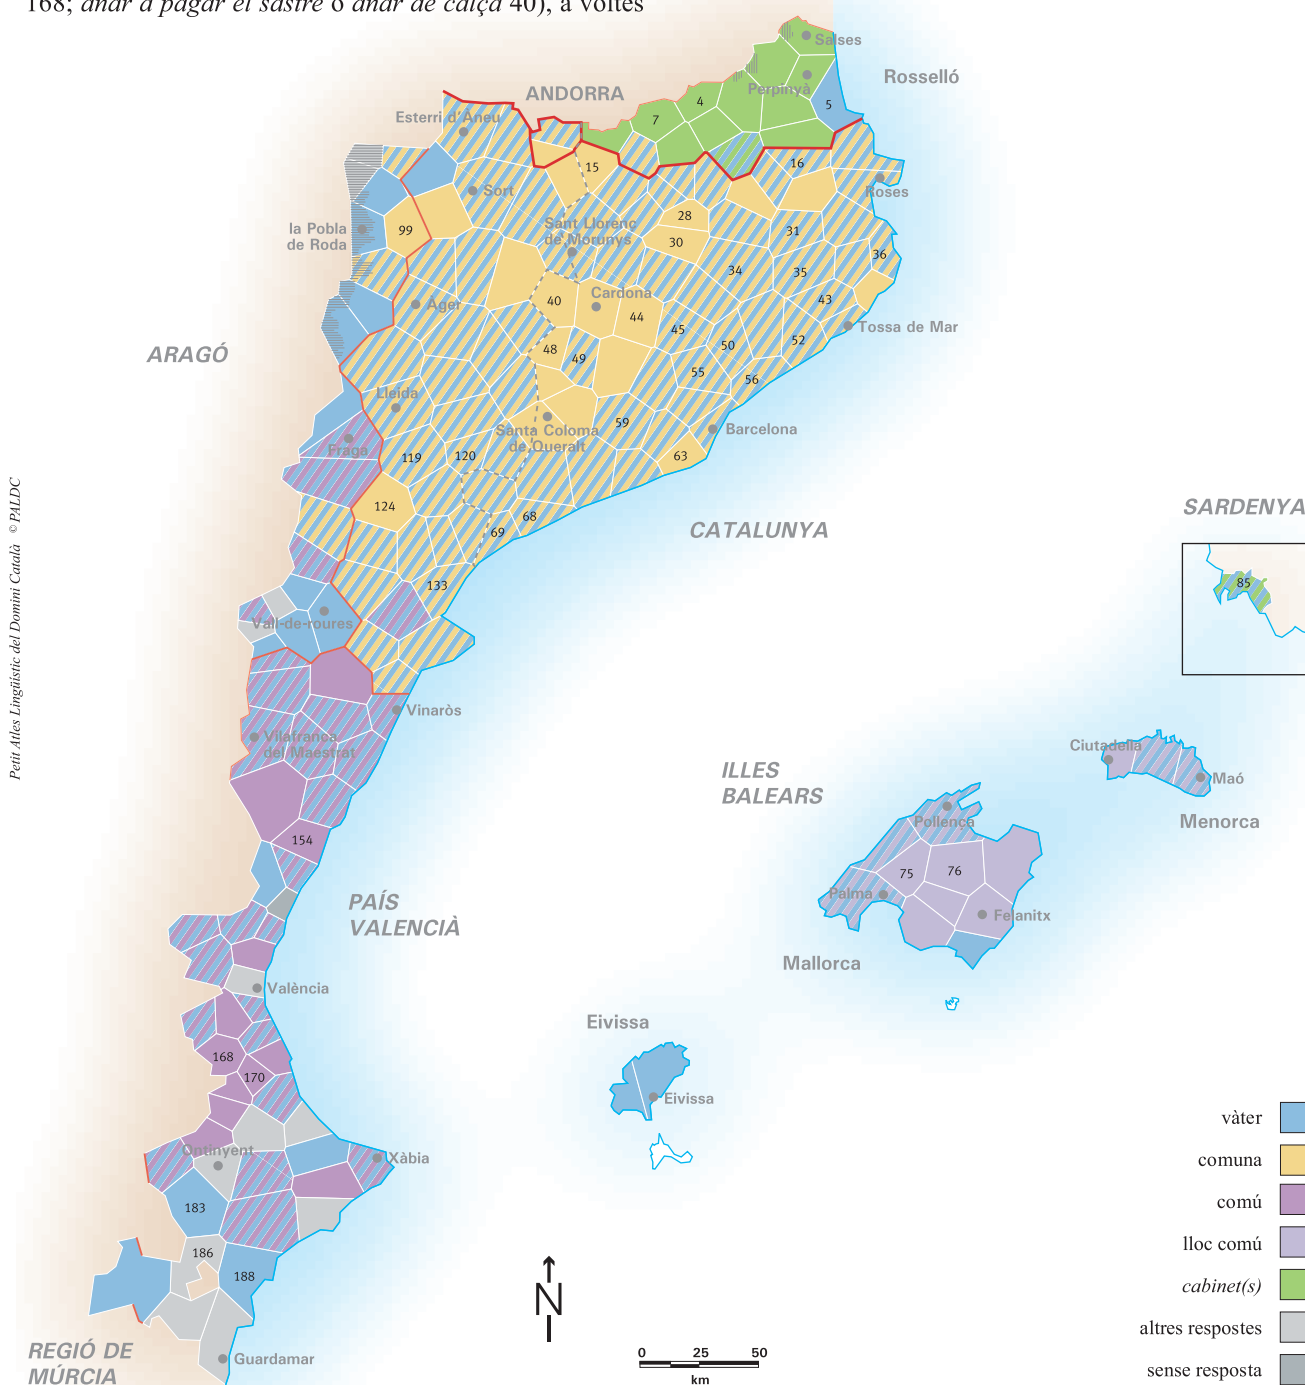 168; anar a pagar el sastre o anar de calça 40), a voltes
Salses
Rosselló
ANDORRA
Perpinyà
4
5
7
Esterri d'Àneu
15
16
Sort
Roses
28
la Pobla
de Roda
99
Sant Llorenç
de Morunys
30
31
34
35
36
Àger
40
Cardona
43
44
45
Tossa de Mar
ARAGÓ
48
49
50
52
55
56
Lleida
59
Santa Coloma
de Queralt
Barcelona
Fraga
119
120
63
124
68
69
CATALUNYA
SARDENYA
85
133
Vall-de-roures
Petit Atles Lingüístic del Domini Català © PALDC
Vinaròs
Vilafranca
del Maestrat
ILLES
BALEARS
Ciutadella
Maó
Menorca
Pollença
154
75
76
Palma
Felanitx
PAÍS
VALENCIÀ
Mallorca
València
Eivissa
168
170
Eivissa
Ontinyent
Xàbia
183
186
188
REGIÓ DE
MÚRCIA
Guardamar
N
0 25 50
km
vàter
comuna
comú
lloc comú
cabinet(s)
altres respostes
sense resposta